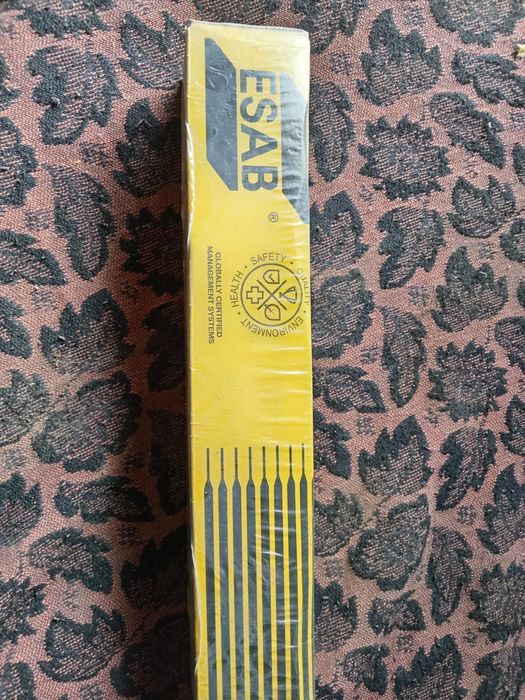 ESAB
®
HEALTH • SAFETY • QUALITY • ENVIRONMENT •
GLOBALLY CERTIFIED
MANAGEMENT SYSTEMS